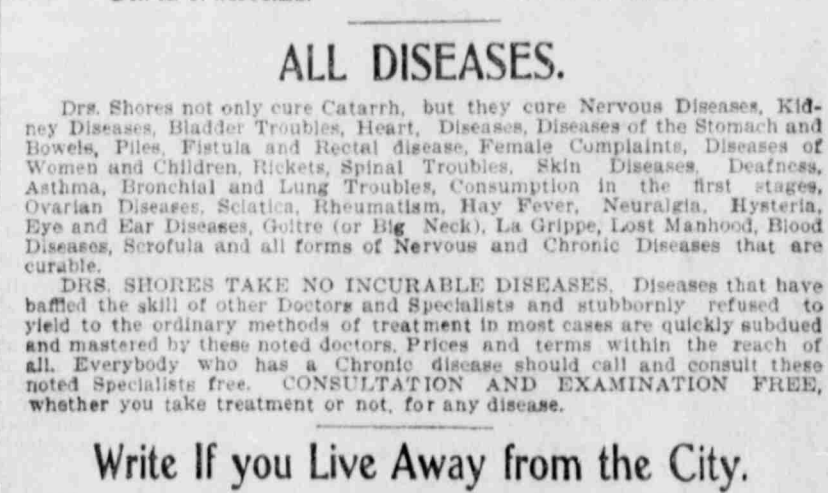 ALL DISEASES.
Drs. Shores not only cure Catarrh, but they cure Nervous Diseases, Kid-
ney Diseases, Bladder Troubles, Heart, Diseases, Diseases of the Stomach and
Bowels, Piles, Fistula and Rectal disease, Female Complaints, Diseases of
Women and Children, Rickets, Spinal Troubles, Skin Diseases, Deafness,
Asthma, Bronchial and Lung Troubles, Consumption in the first stages,
Ovarian Diseases, Sciatica, Rheumatism, Hay Fever, Neuralgia, Hysteria,
Eye and Ear Diseases, Goitre (or Big Neck), La Grippe, Lost Manhood, Blood
Diseases, Scrofula and all forms of Nervous and Chronic Diseases that are
curable.
DRS. SHORES TAKE NO INCURABLE DISEASES. Diseases that have
baffled the skill of other Doctors and Specialists and stubbornly refused to
yield to the ordinary methods of treatment in most cases are quickly subdued
and mastered by these noted doctors. Prices and terms within the reach of
all. Everybody who has a Chronic disease should call and consult these
noted Specialists free. CONSULTATION AND EXAMINATION FREE,
whether you take treatment or not, for any disease.
Write If you Live Away from the City.